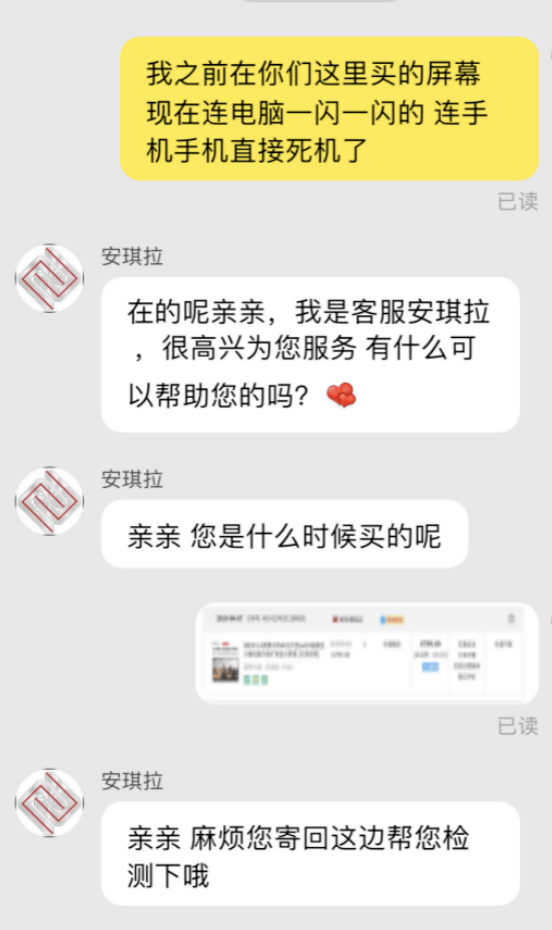 我之前在你们这里买的屏幕
现在连电脑一闪一闪的 连手
机手机直接死机了
已读
安琪拉
在的呢亲亲，我是客服安琪拉
，很高兴为您服务 有什么可
以帮助您的吗？
安琪拉
亲亲 您是什么时候买的呢
已读
安琪拉
亲亲 麻烦您寄回这边帮您检
测下哦